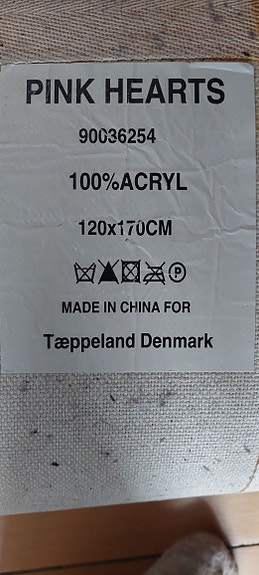 PINK HEARTS
90036254
100%ACRYL
120x170CM
P
MADE IN CHINA FOR
Tæppeland Denmark